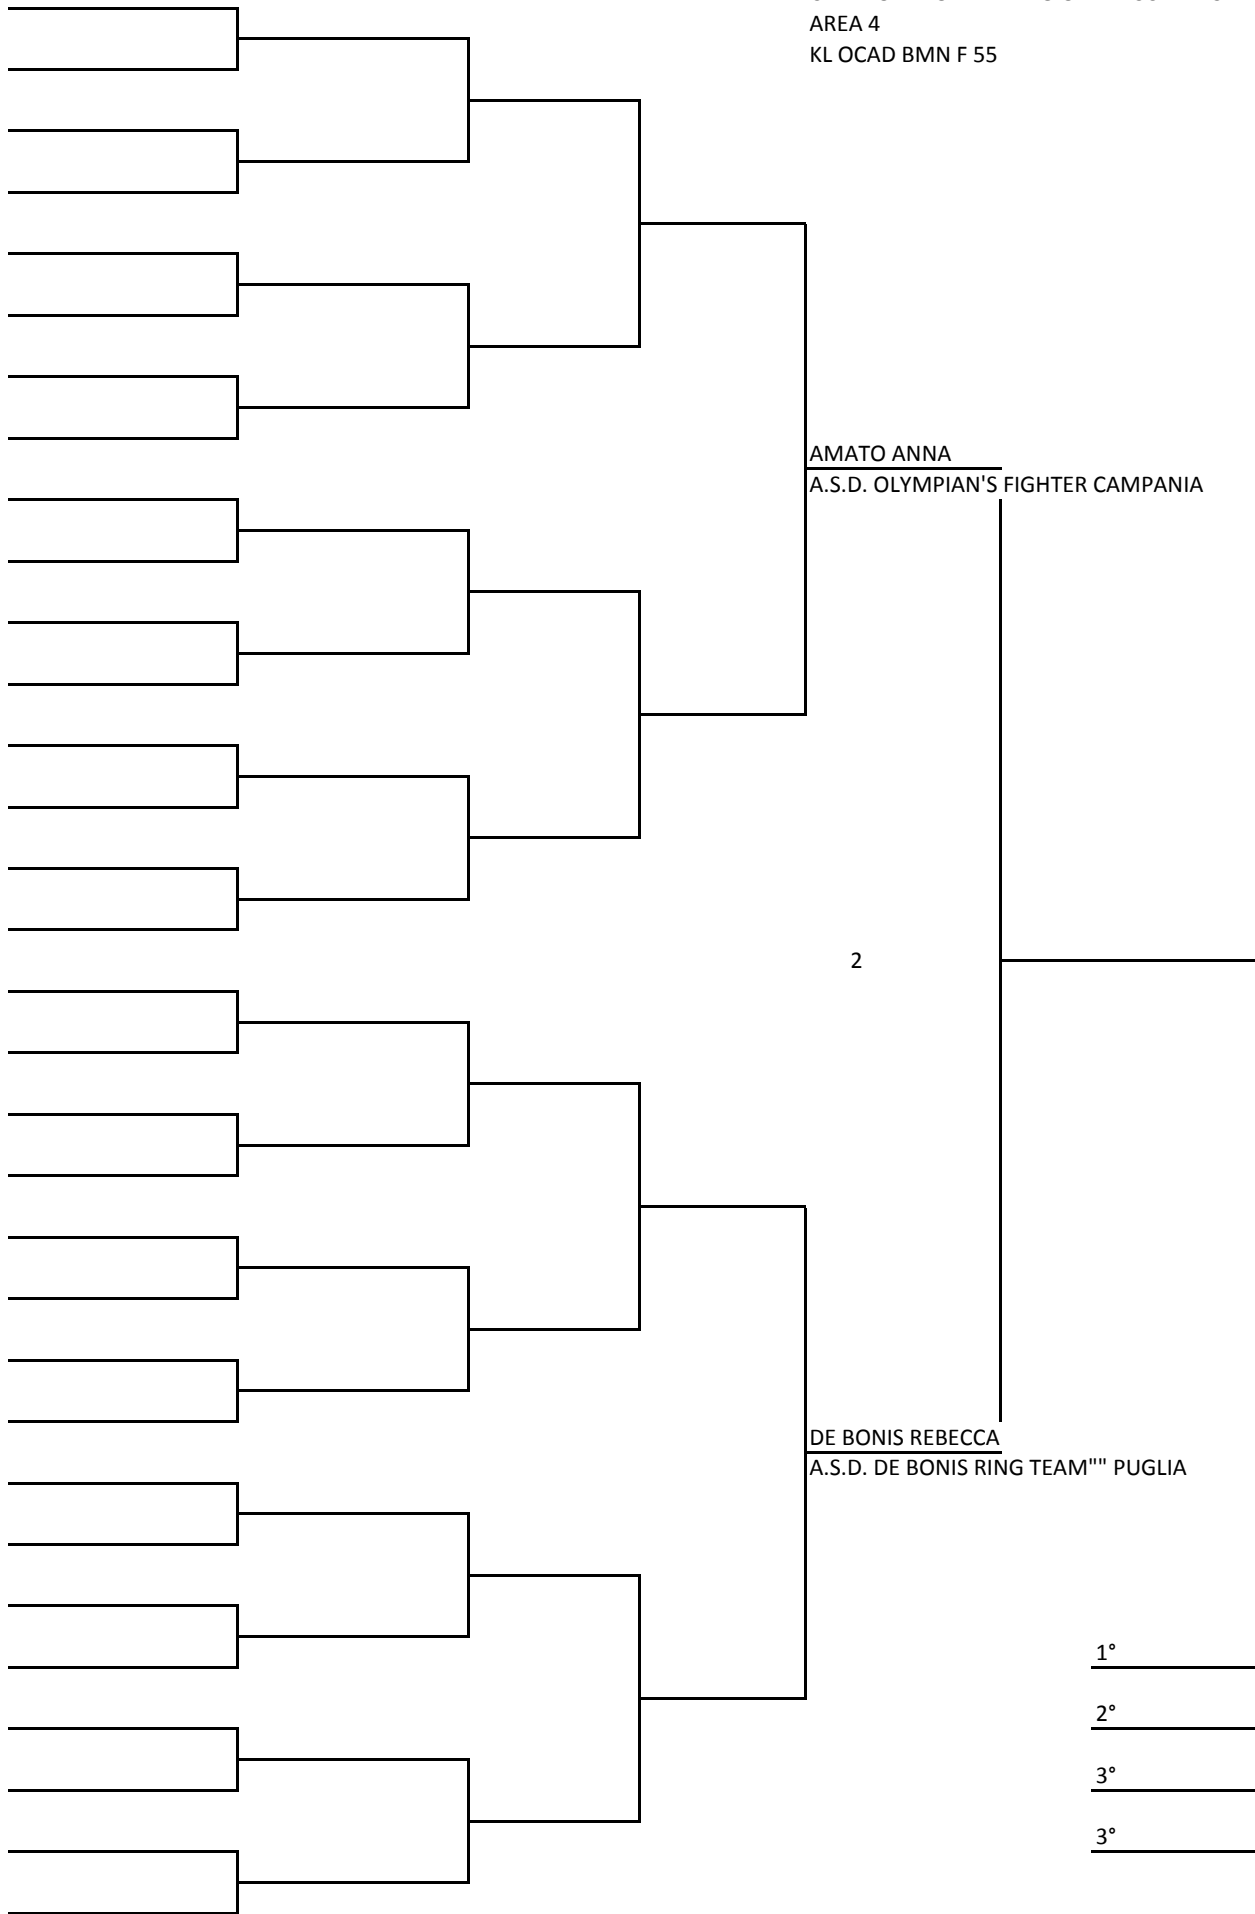 AREA 4
KL OCAD BMN F 55
AMATO ANNA
A.S.D. OLYMPIAN'S FIGHTER CAMPANIA
2
DE BONIS REBECCA
A.S.D. DE BONIS RING TEAM"" PUGLIA
1°
2°
3°
3°